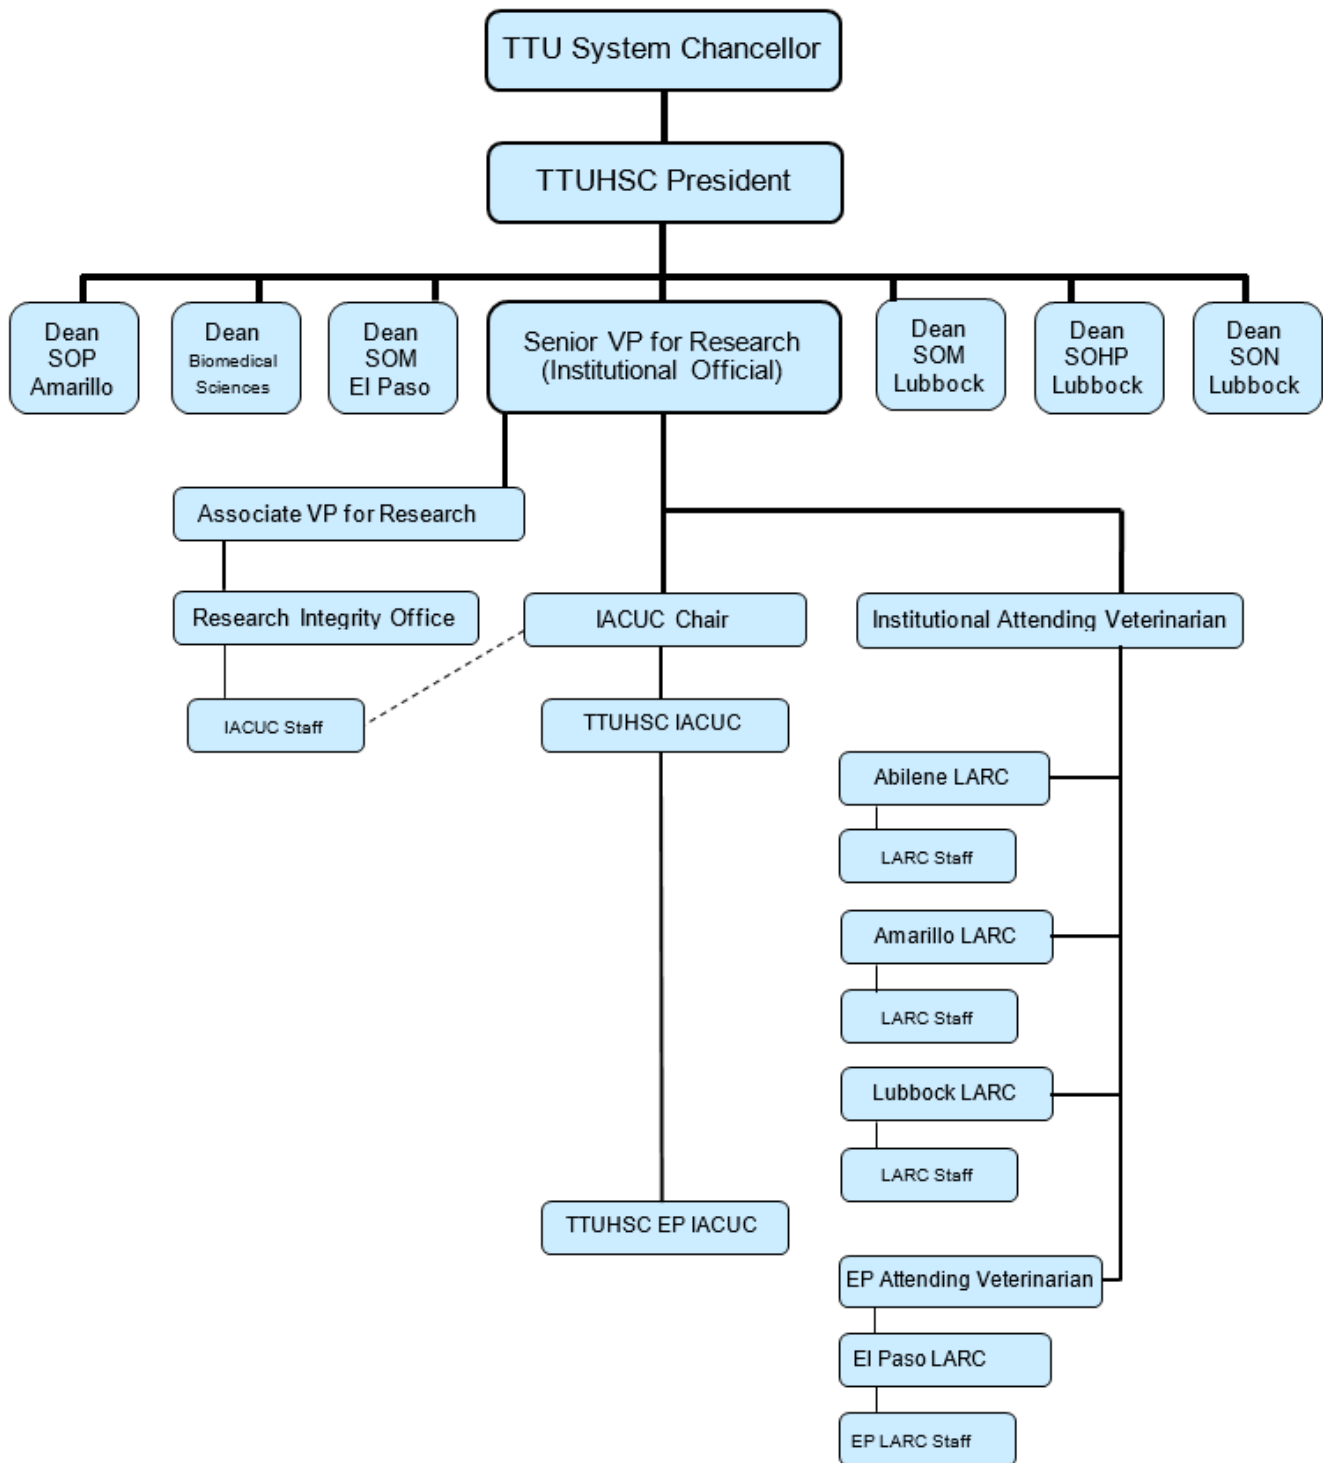 TTU System Chancellor
TTUHSC President
Dean
SOP
Amarillo
Dean
Biomedical
Sciences
Dean
SOM
El Paso
Senior VP for Research
(Institutional Official)
Dean
SOM
Lubbock
Dean
SOHP
Lubbock
Dean
SON
Lubbock
Associate VP for Research
Research Integrity Office
IACUC Chair
Institutional Attending Veterinarian
IACUC Staff
TTUHSC IACUC
Abilene LARC
LARC Staff
Amarillo LARC
LARC Staff
Lubbock LARC
LARC Staff
TTUHSC EP IACUC
EP Attending Veterinarian
El Paso LARC
EP LARC Staff